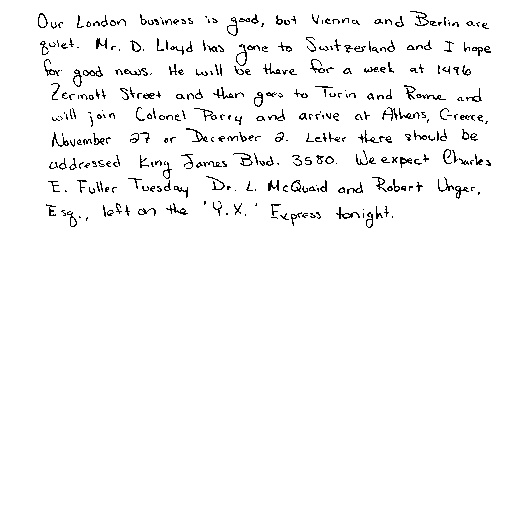 Our London business is good, but Vienna and Berlin are
quiet. Mr. D. Lloyd has gone to Switzerland and I hope
for good news. He will be there for a week at 1496
Zermott Street and then goes to Turin and Rome and
will join Colonel Parry and arrive at Athens, Greece,
November 27 or December 2. Letter there should be
addressed King James Blvd. 3580. We expect Charles
E. Fuller Tuesday Dr. L. McQuaid and Robert Unger,
Esq., left on the 'Y.X.' Express tonight.